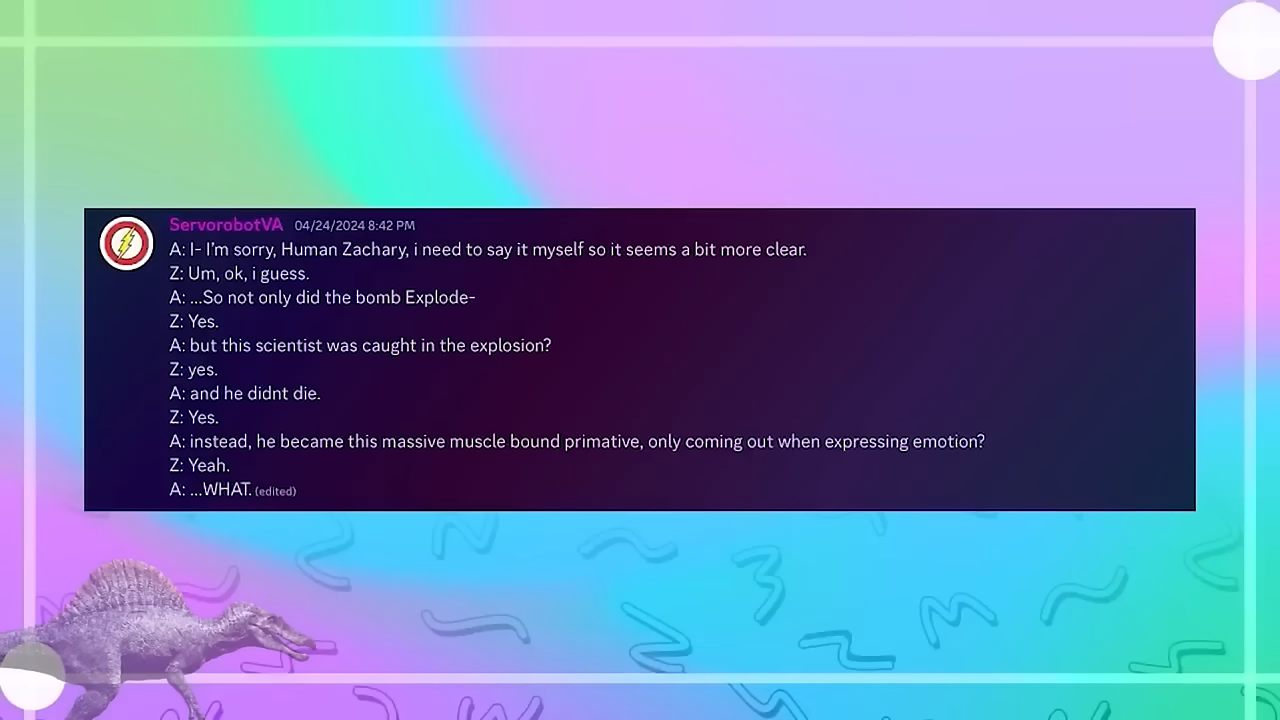 ServorobotVA 04/24/2024 8:42 PM
A: I- I'm sorry, Human Zachary, i need to say it myself so it seems a bit more clear.
Z: Um, ok, i guess.
A: ...So not only did the bomb Explode-
Z: Yes.
A: but this scientist was caught in the explosion?
Z: yes.
A: and he didnt die.
Z: Yes.
A: instead, he became this massive muscle bound primative, only coming out when expressing emotion?
Z: Yeah.
A: ...WHAT. (edited)